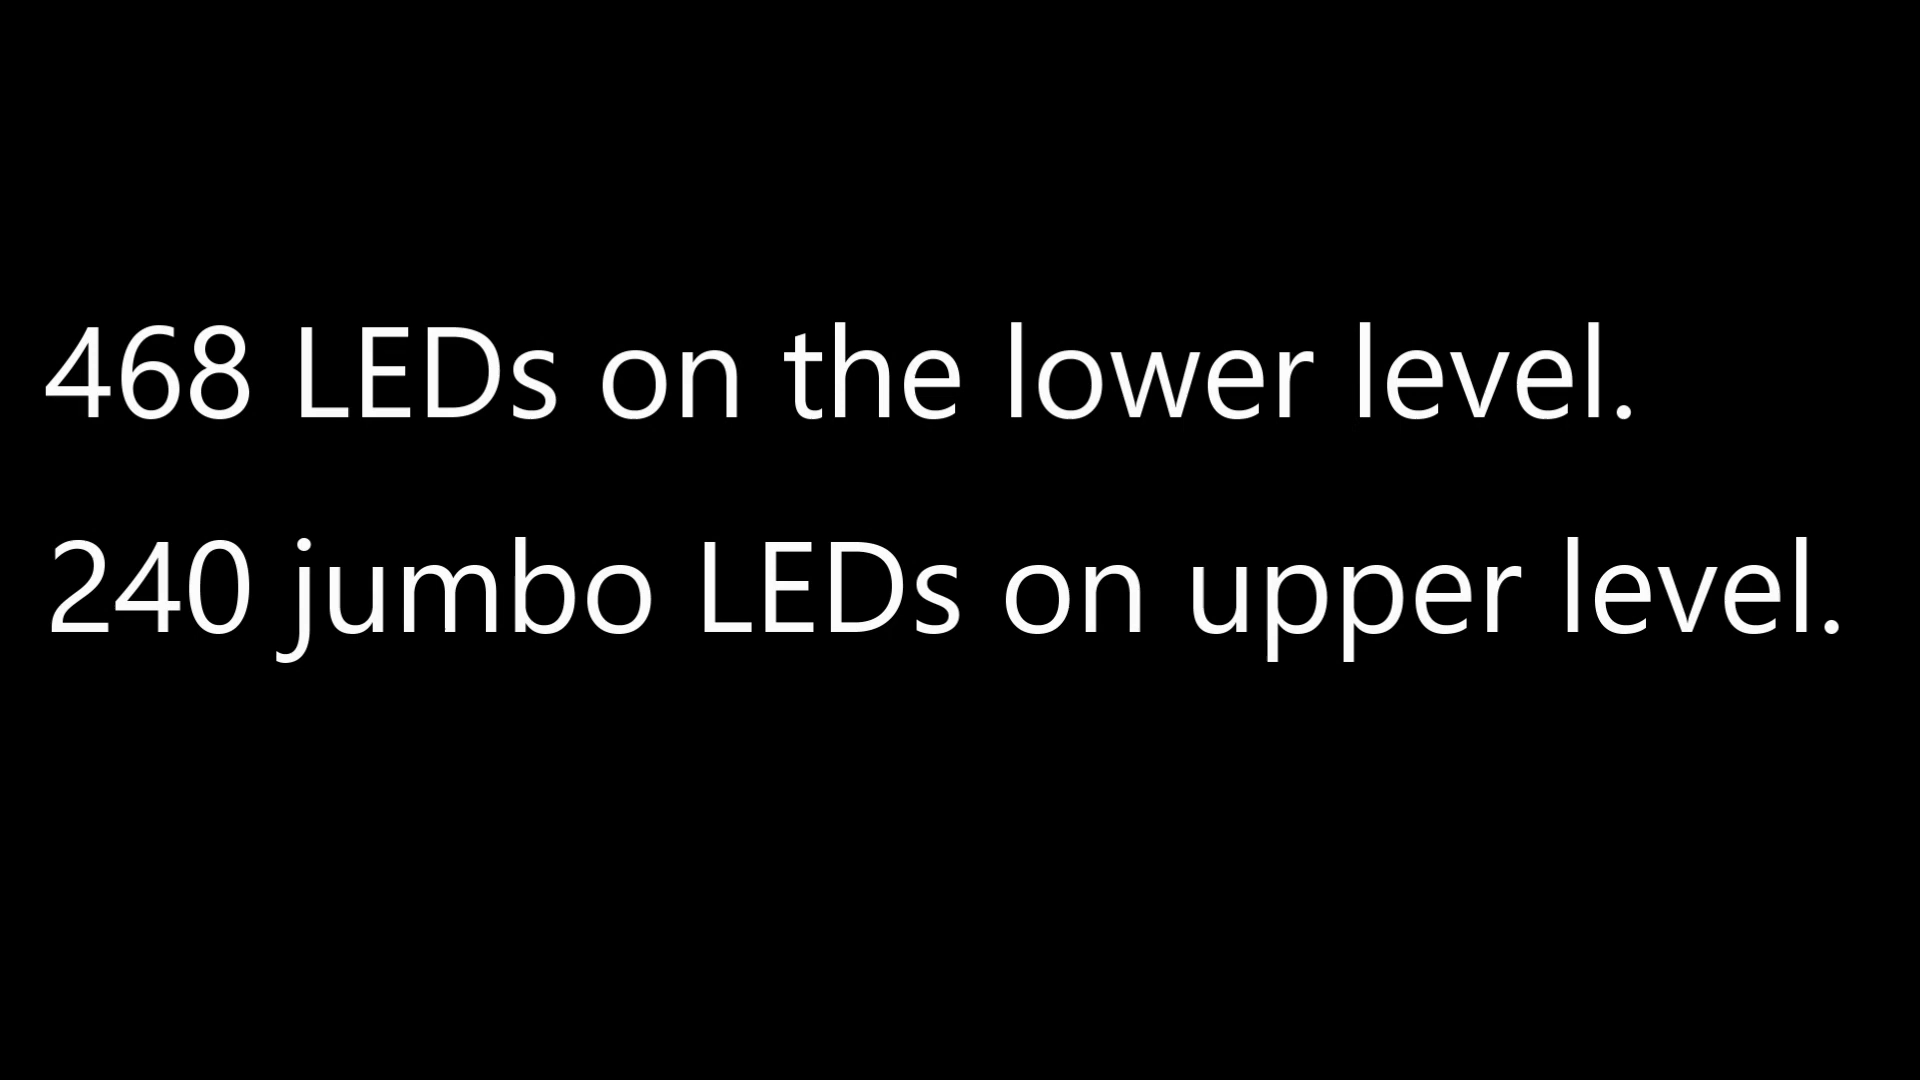 468 LEDs on the lower level.
240 jumbo LEDs on upper level.